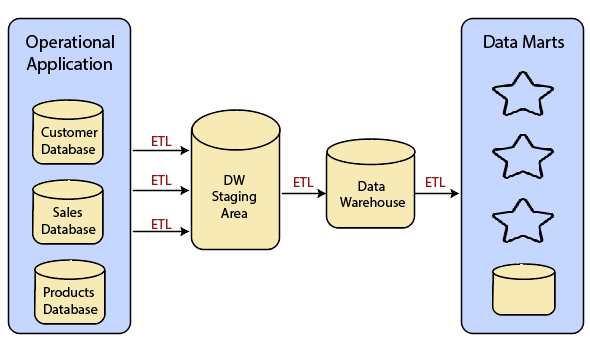 Operational
Application
Customer
Database
Sales
Database
Products
Database
ETL
ETL
ETL
DW
Staging
Area
ETL
Data
Warehouse
ETL
Data Marts